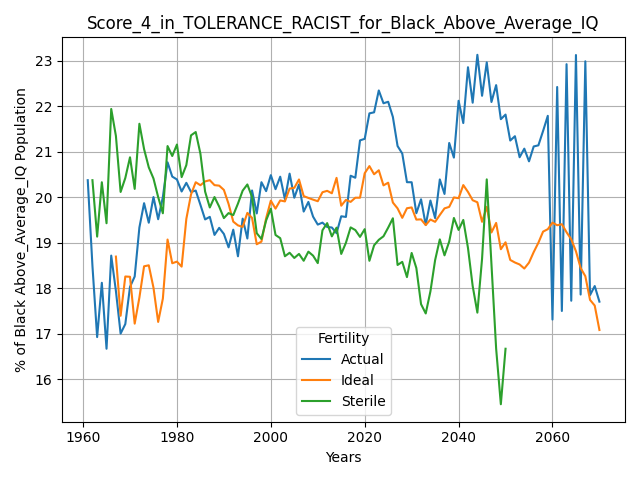 Score_4_in_TOLERANCE_RACIST_for_Black_Above_Average_IQ
% of Black Above_Average_IQ Population
23
22
21
20
19
18
17
16
Fertility
Actual
Ideal
Sterile
1960 1980 2000 2020 2040 2060
Years